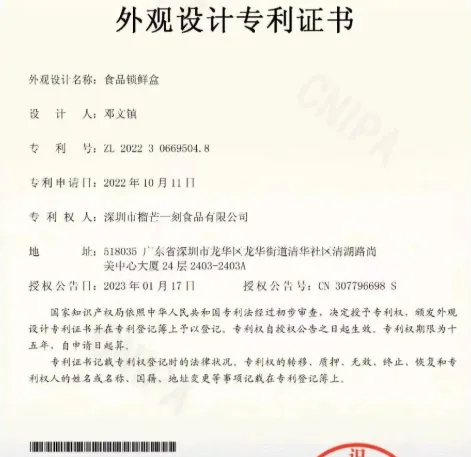 外观设计专利证书
外观设计名称：食品锁鲜盒
设计人：邓文镇
专利号：ZL 2022 3 0669504.8
专利申请日：2022年10月11日
专利权人：深圳市榴芒一刻食品有限公司
地址：518035 广东省深圳市龙华区龙华街道清华社区清湖路尚
美中心大厦24层2403-2403A
授权公告日：2023年01月17日 授权公告号：CN 307796698 S
国家知识产权局依照中华人民共和国专利法经过初步审查，决定授予专利权，颁发外观
设计专利证书并在专利登记簿上予以登记。专利权自授权公告之日起生效。专利权期限为十
五年，自申请日起算。
专利证书记载专利权登记时的法律状况。专利权的转移、质押、无效、终止、恢复和专
利权人的姓名或名称、国籍、地址变更等事项记载在专利登记簿上。
CNIPA